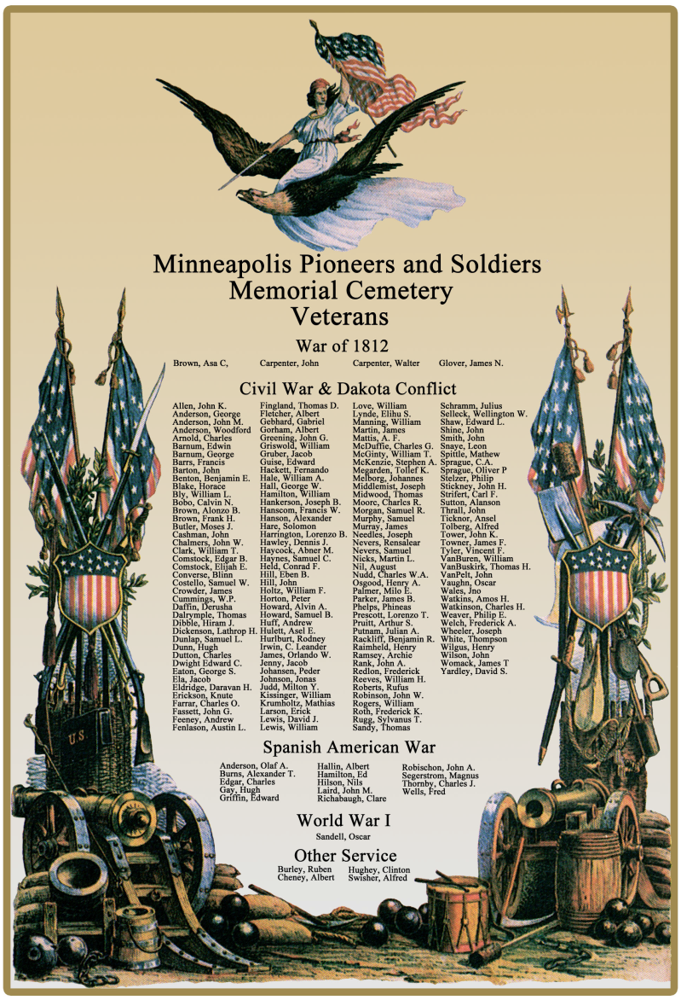 Minneapolis Pioneers and Soldiers
Memorial Cemetery
Veterans
War of 1812
Brown, Asa C,
Carpenter, John
Carpenter, Walter
Glover, James N.
Civil War & Dakota Conflict
Allen, John K.
Anderson, George
Anderson, John M.
Anderson, Woodford
Arnold, Charles
Barnum, Edwin
Barnum, George
Barrs, Francis
Barton, John
Benton, Benjamin E.
Blake, Horace
Bly, William L.
Bobo, Calvin N.
Brown, Alonzo B.
Brown, Frank H.
Butler, Moses J.
Cashman, John
Chalmers, John W.
Clark, William T.
Comstock, Edgar B.
Comstock, Elijah E.
Converse, Blinn
Costello, Samuel W.
Crowder, James
Cummings, W.P.
Daffin, Derusha
Dalrymple, Thomas
Dibble, Hiram J.
Dickenson, Lathrop H.
Dunlap, Samuel L.
Dunn, Hugh
Dutton, Charles
Dwight Edward C.
Eaton, George S.
Ela, Jacob
Eldridge, Daravan H.
Erickson, Knute
Farrar, Charles O.
Fassett, John G.
Feeney, Andrew
Fenlason, Austin L.
Fingland, Thomas D.
Fletcher, Albert
Gebhard, Gabriel
Gorham, Albert
Greening, John G.
Griswold, William
Gruber, Jacob
Guise, Edward
Hackett, Fernando
Hale, William A.
Hall, George W.
Hamilton, William
Hankerson, Joseph B.
Hanscom, Francis W.
Hanson, Alexander
Hare, Solomon
Harrington, Lorenzo B.
Hawley, Dennis J.
Haycock, Abner M.
Haynes, Samuel C.
Held, Conrad F.
Hill, Eben B.
Hill, John
Holtz, William F.
Horton, Peter
Howard, Alvin A.
Howard, Samuel B.
Huff, Andrew
Hulett, Asel E.
Hurlburt, Rodney
Irwin, C. Leander
James, Orlando W.
Jenny, Jacob
Johansen, Peder
Johnson, Jonas
Judd, Milton Y.
Kissinger, William
Krumholtz, Mathias
Larson, Erick
Lewis, David J.
Lewis, William
Love, William
Lynde, Elihu S.
Manning, William
Martin, James
Mattis, A. F.
McDuffie, Charles G.
McGinty, William T.
McKenzie, Stephen A.
Megarden, Tollef K.
Melborg, Johannes
Middlemist, Joseph
Midwood, Thomas
Moore, Charles R.
Morgan, Samuel R.
Murphy, Samuel
Murray, James
Needles, Joseph
Nevers, Rensalear
Nevers, Samuel
Nicks, Martin L.
Nil, August
Nudd, Charles W.A.
Osgood, Henry A.
Palmer, Milo E.
Parker, James B.
Phelps, Phineas
Prescott, Lorenzo T.
Pruitt, Arthur S.
Putnam, Julian A.
Rackliff, Benjamin R.
Raimheld, Henry
Ramsey, Archie
Rank, John A.
Redlon, Frederick
Reeves, William H.
Roberts, Rufus
Robinson, John W.
Rogers, William
Roth, Frederick K.
Rugg, Sylvanus T.
Sandy, Thomas
Schramm, Julius
Selleck, Wellington W.
Shaw, Edward L.
Shine, John
Smith, John
Snaye, Leon
Spittle, Mathew
Sprague, C.A.
Sprague, Oliver P
Stelzer, Philip
Stickney, John H.
Strifert, Carl F.
Sutton, Alanson
Thrall, John
Ticknor, Ansel
Tolberg, Alfred
Tower, John K.
Towner, James F.
Tyler, Vincent F.
VanBuren, William
VanBuskirk, Thomas H.
VanPelt, John
Vaughn, Oscar
Wales, Jno
Watkins, Amos H.
Watkinson, Charles H.
Weaver, Philip E.
Welch, Frederick A.
Wheeler, Joseph
White, Thompson
Wilgus, Henry
Wilson, John
Womack, James T
Yardley, David S.
Spanish American War
Anderson, Olaf A.
Burns, Alexander T.
Edgar, Charles
Gay, Hugh
Griffin, Edward
Hallin, Albert
Hamilton, Ed
Hilson, Nils
Laird, John M.
Richabaugh, Clare
Robischon, John A.
Segerstrom, Magnus
Thornby, Charles J.
Wells, Fred
World War I
Sandell, Oscar
Other Service
Burley, Ruben
Cheney, Albert
Hughey, Clinton
Swisher, Alfred
U.S.